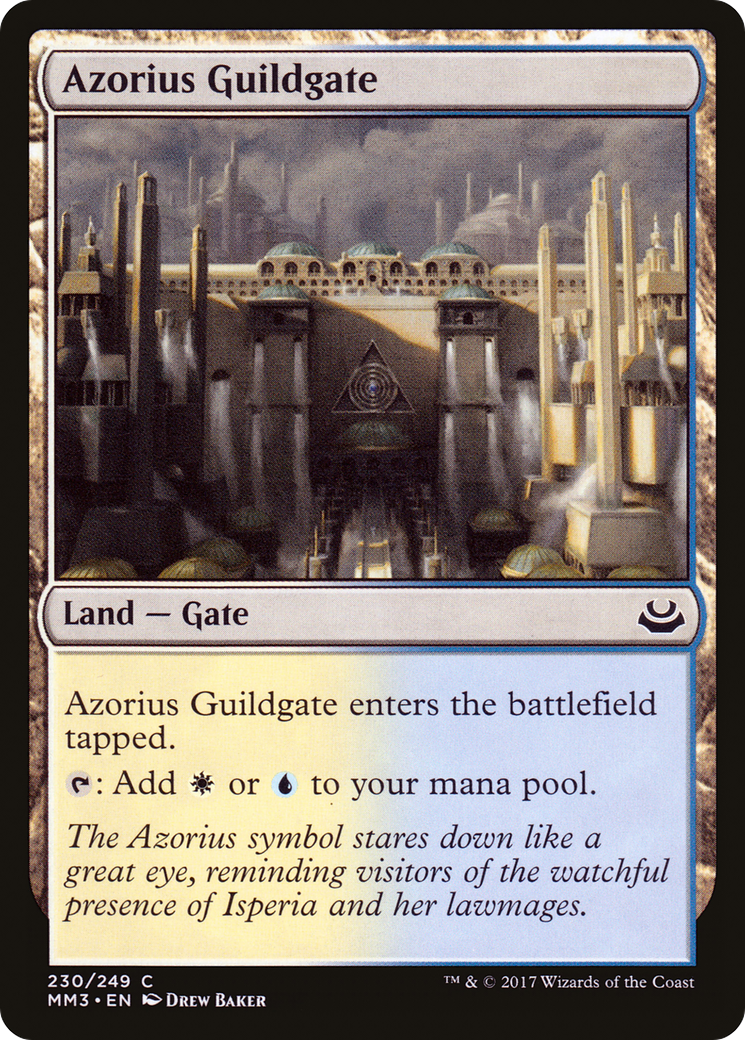 Azorius Guildgate
Land — Gate
Azorius Guildgate enters the battlefield
tapped.
: Add or to your mana pool.
The Azorius symbol stares down like a
great eye, reminding visitors of the watchful
presence of Isperia and her lawmages.
230/249 C
MM3 • EN Drew Baker
™ & © 2017 Wizards of the Coast